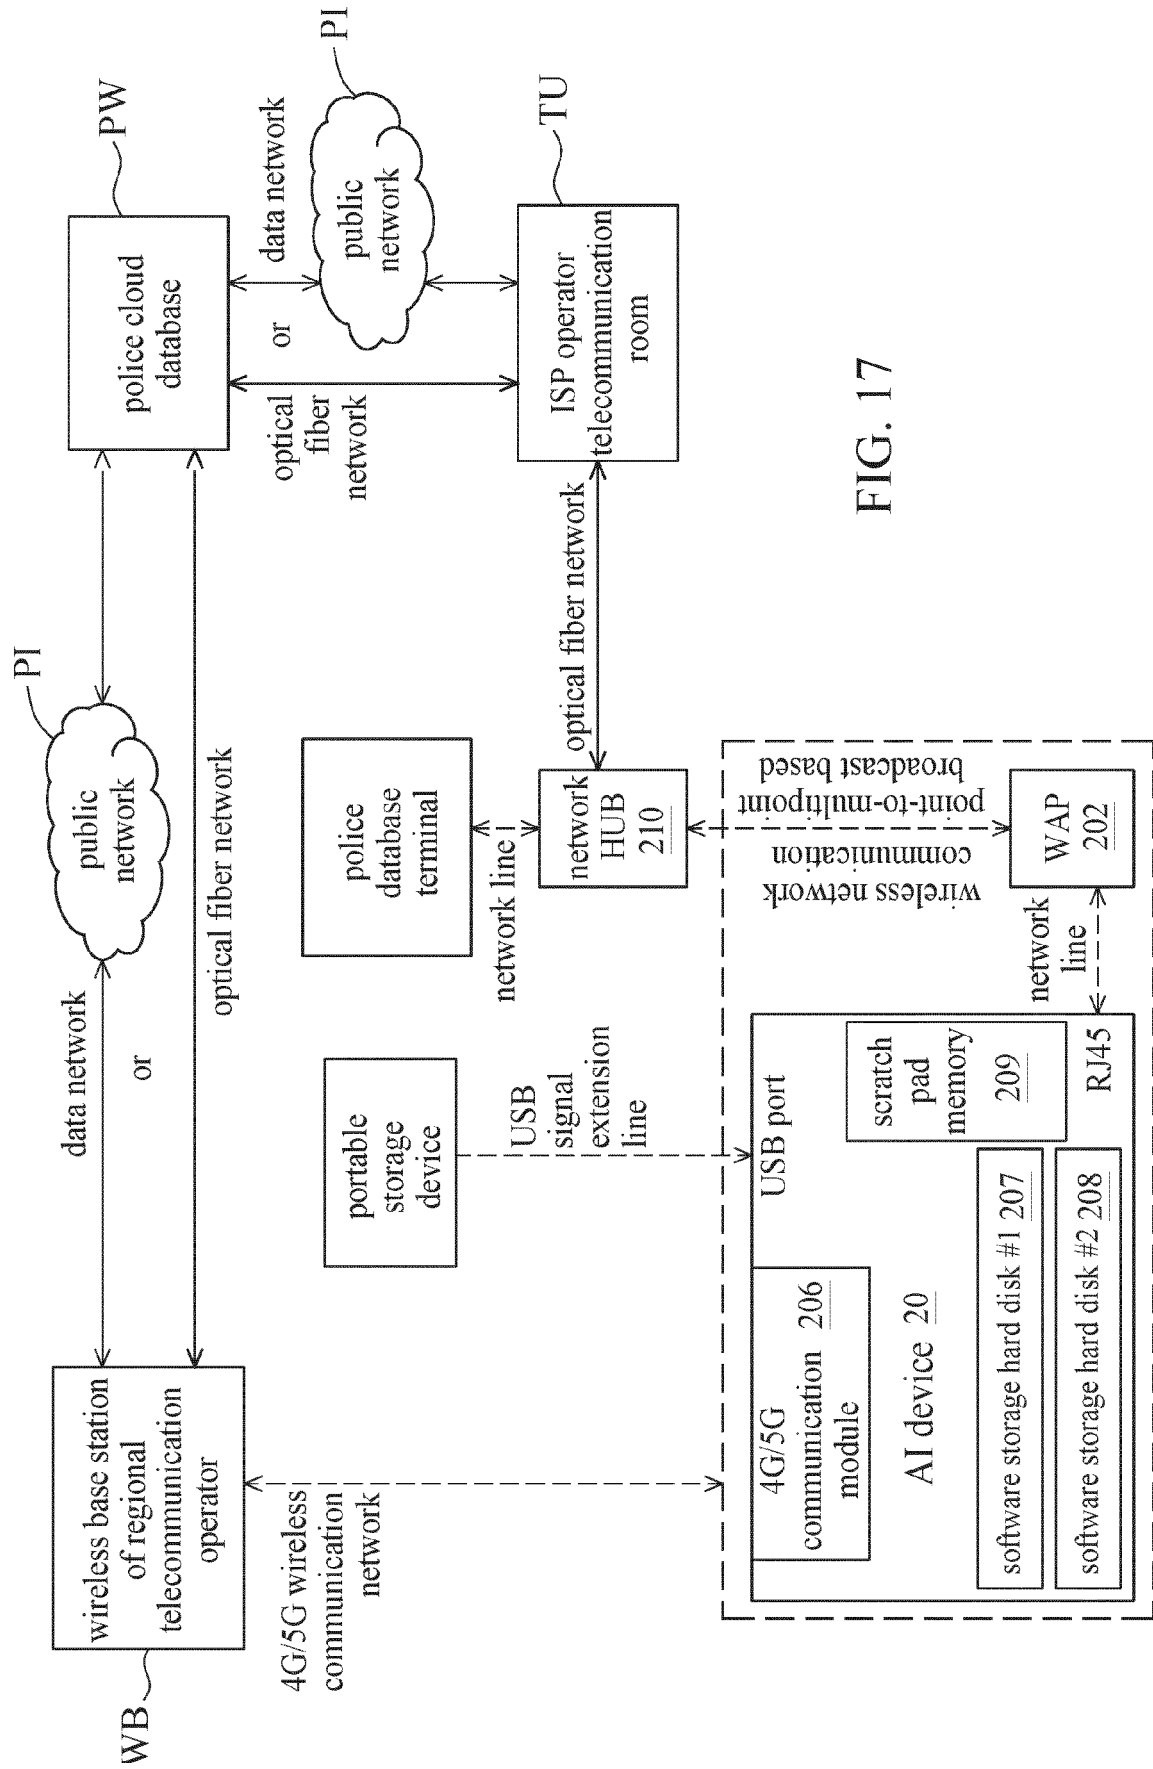 WB
wireless base station
of regional
telecommunication
operator
data network
or
optical fiber network
public
network
PI
police cloud
database
PW
4G/5G wireless
communication
network
portable
storage
device
USB
signal
extension
line
police
database
terminal
network line
network
HUB
210
optical fiber network
optical
fiber
network
or
data network
public
network
PI
ISP operator
telecommunication
room
TU
wireless network
communication
point-to-multipoint
broadcast based
4G/5G
communication 206
module
USB port
AI device 20
scratch
pad
memory
209
software storage hard disk #1 207
software storage hard disk #2 208
RJ45
network
line
WAP
202
FIG. 17